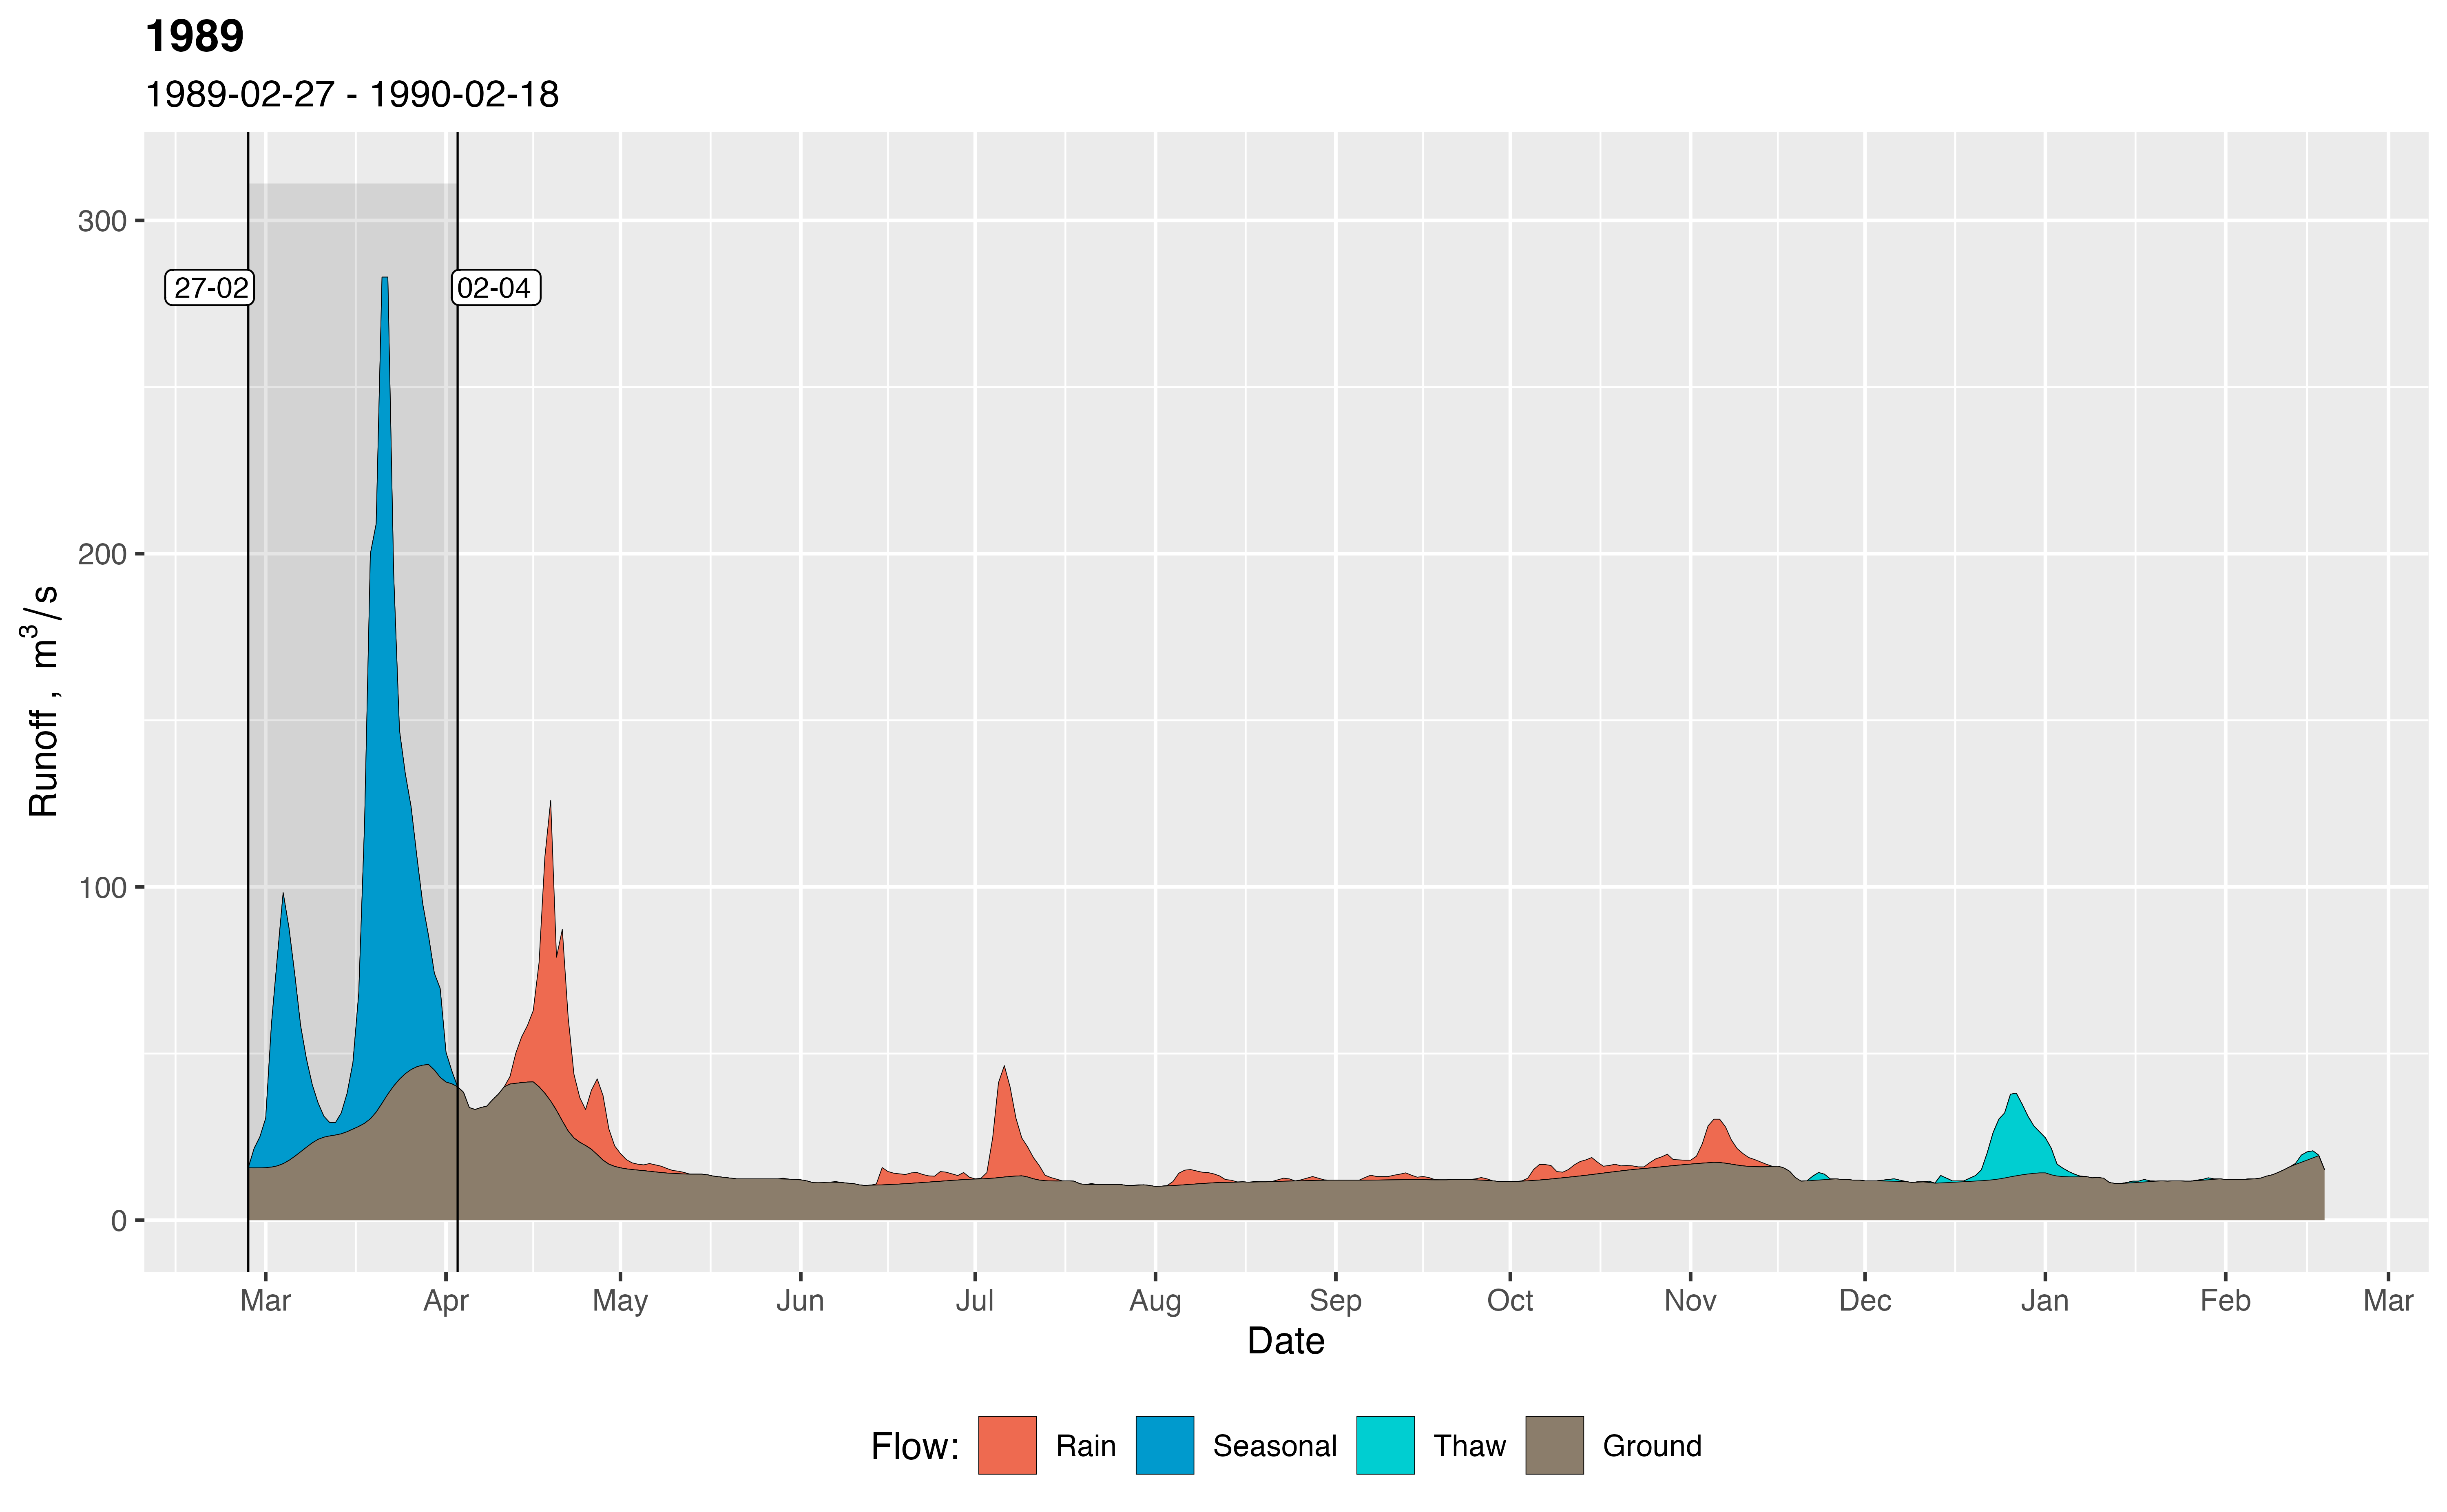 1989
1989-02-27 - 1990-02-18
300
200
100
0
Runoff , m³/s
27-02
02-04
Mar Apr May Jun Jul Aug Sep Oct Nov Dec Jan Feb Mar
Date
Flow: Rain Seasonal Thaw Ground